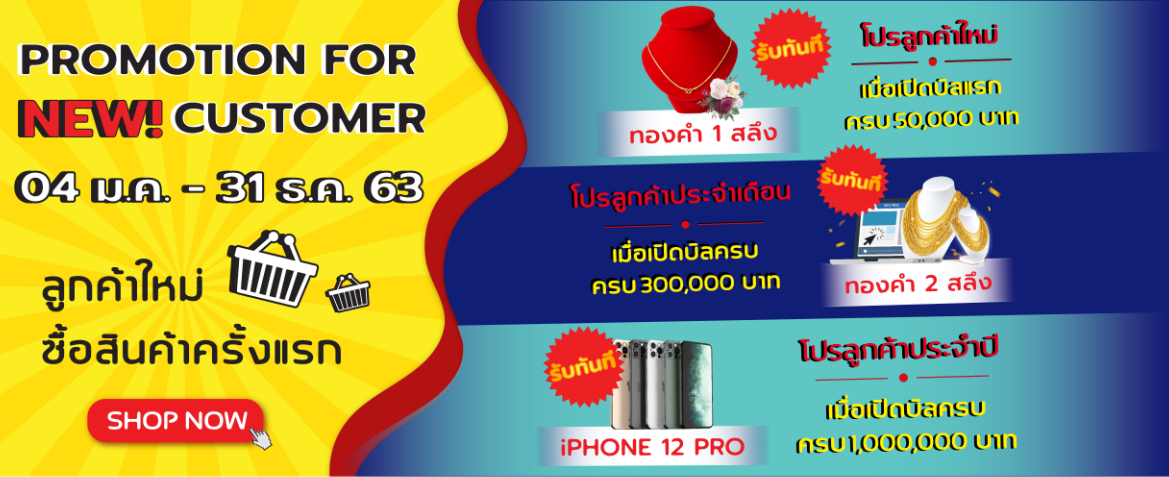 PROMOTION FOR
NEW! CUSTOMER
04 ม.ค. - 31 ธ.ค. 63
ลูกค้าใหม่
ซื้อสินค้าครั้งแรก
SHOP NOW
รับทันที
ทองคำ 1 สลึง
โปรลูกค้าใหม่
เมื่อเปิดบิลแรก
ครบ 50,000 บาท
โปรลูกค้าประจำเดือน
เมื่อเปิดบิลครบ
ครบ 300,000 บาท
รับทันที
ทองคำ 2 สลึง
รับทันที
iPHONE 12 PRO
โปรลูกค้าประจำปี
เมื่อเปิดบิลครบ
ครบ 1,000,000 บาท